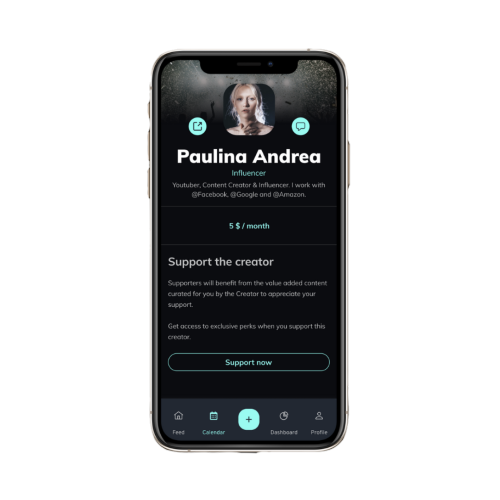 Paulina Andrea
Influencer
Youtuber, Content Creator & Influencer. I work with
@Facebook, @Google and @Amazon.
5 $ / month
Support the creator
Supporters will benefit from the value added content
curated for you by the Creator to appreciate your
support.
Get access to exclusive perks when you support this
creator.
Support now
Feed Calendar Dashboard Profile